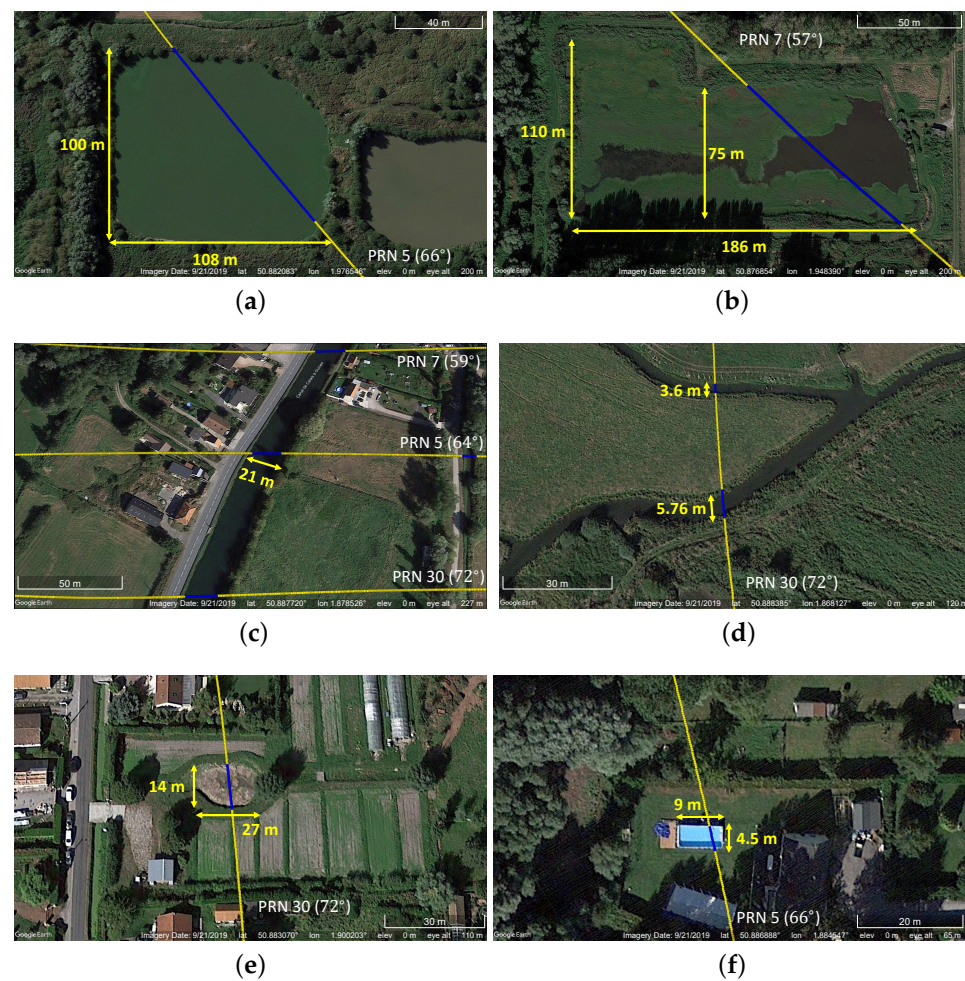 40 m
100 m
108 m
PRN 5 (66°)
Google Earth
Imagery Date: 9/21/2019 lat 50.882083° lon 1.976546° elev 0 m eye alt 200 m
(a)
50 m
PRN 7 (57°)
110 m
75 m
186 m
Google Earth
Imagery Date: 9/21/2019 lat 50.876854° lon 1.948390° elev 0 m eye alt 200 m
(b)
PRN 7 (59°)
PRN 5 (64°)
21 m
50 m
PRN 30 (72°)
Google Earth
Imagery Date: 9/21/2019 lat 50.887720° lon 1.878526° elev 0 m eye alt 227 m
(c)
3.6 m
5.76 m
30 m
PRN 30 (72°)
Google Earth
Imagery Date: 9/21/2019 lat 50.888385° lon 1.868127° elev 0 m eye alt 120 m
(d)
14 m
27 m
PRN 30 (72°)
30 m
Google Earth
Imagery Date: 9/21/2019 lat 50.883070° lon 1.900203° elev 0 m eye alt 110 m
(e)
9 m
4.5 m
PRN 5 (66°)
20 m
Google Earth
Imagery Date: 9/21/2019 lat 50.886888° lon 1.884547° elev 0 m eye alt 65 m
(f)